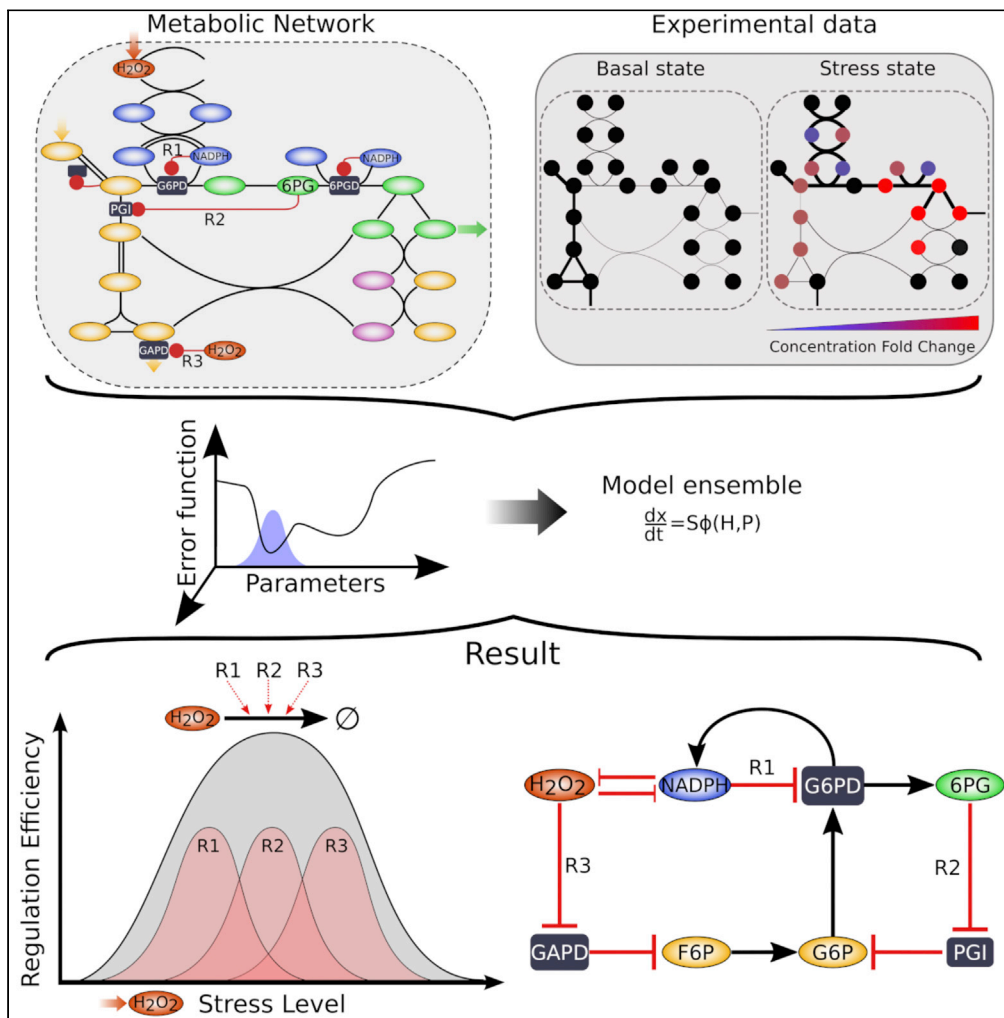 Metabolic Network
Experimental data
Basal state
Stress state
H2O2
R1
NADPH
NADPH
G6PD
6PG
6PGD
PGI
R2
GAPD
R3
H2O2
Concentration Fold Change
Error function
Parameters
Model ensemble
dx/dt=Sϕ(H,P)
Result
R1 R2 R3
H2O2 ∅
Regulation Efficiency
R1 R2 R3
H2O2 Stress Level
H2O2 NADPH R1 G6PD 6PG
R3 R2
GAPD F6P G6P PGI